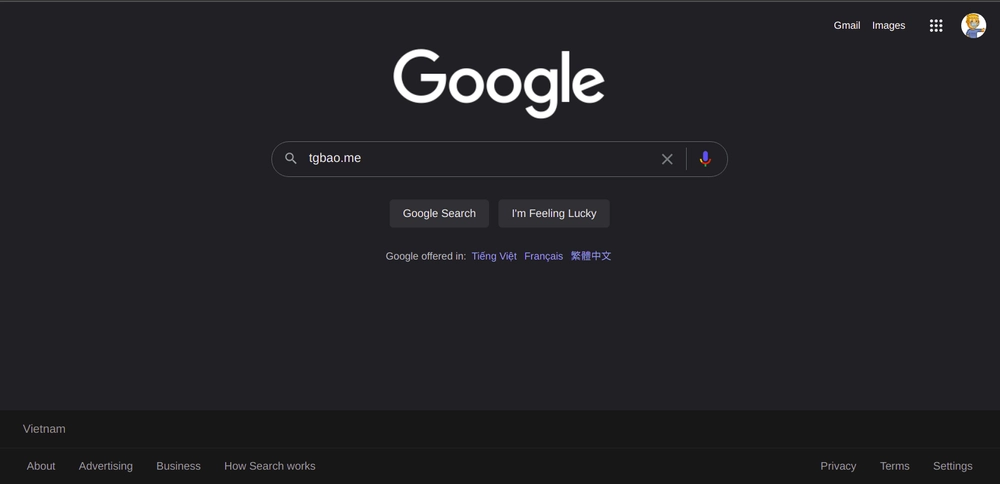 Gmail Images
Google
tgbao.me
Google Search I'm Feeling Lucky
Google offered in: Tiếng Việt Français 繁體中文
Vietnam
About Advertising Business How Search works Privacy Terms Settings